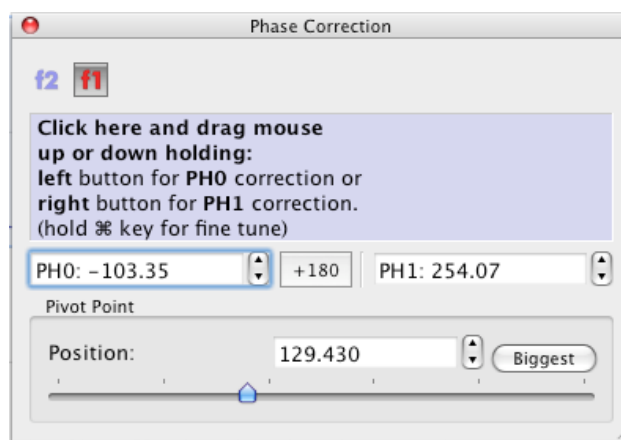 Phase Correction
f2 f1
Click here and drag mouse
up or down holding:
left button for PH0 correction or
right button for PH1 correction.
(hold ⌘ key for fine tune)
PH0: -103.35 +180 PH1: 254.07
Pivot Point
Position: 129.430 Biggest